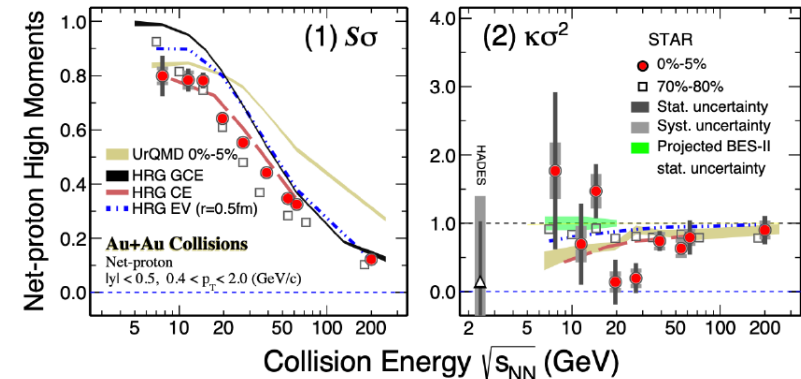 Net-proton High Moments
1.0
0.8
0.6
0.4
0.2
0.0
(1) Sσ
UrQMD 0%-5%
HRG GCE
HRG CE
HRG EV (r=0.5fm)
Au+Au Collisions
Net-proton
|y|<0.5, 0.4<p_T<2.0 (GeV/c)
5 10 20 50 100 200
4.0
3.0
2.0
1.0
0.0
(2) κσ²
STAR
0%-5%
70%-80%
Stat. uncertainty
Syst. uncertainty
Projected BES-II
stat. uncertainty
HADES
2 5 10 20 50 100 200
Collision Energy √s_NN (GeV)